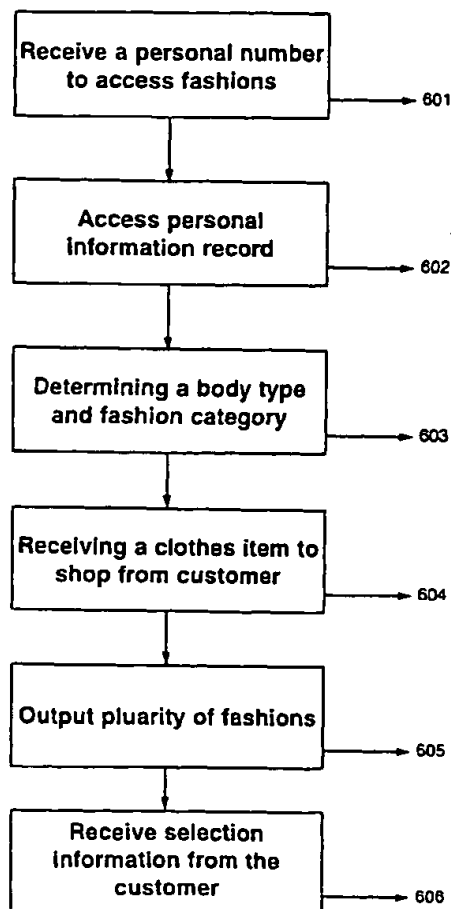 Receive a personal number
to access fashions
601
Access personal
information record
602
Determining a body type
and fashion category
603
Receiving a clothes item to
shop from customer
604
Output pluarity of fashions
605
Receive selection
information from the
customer
606